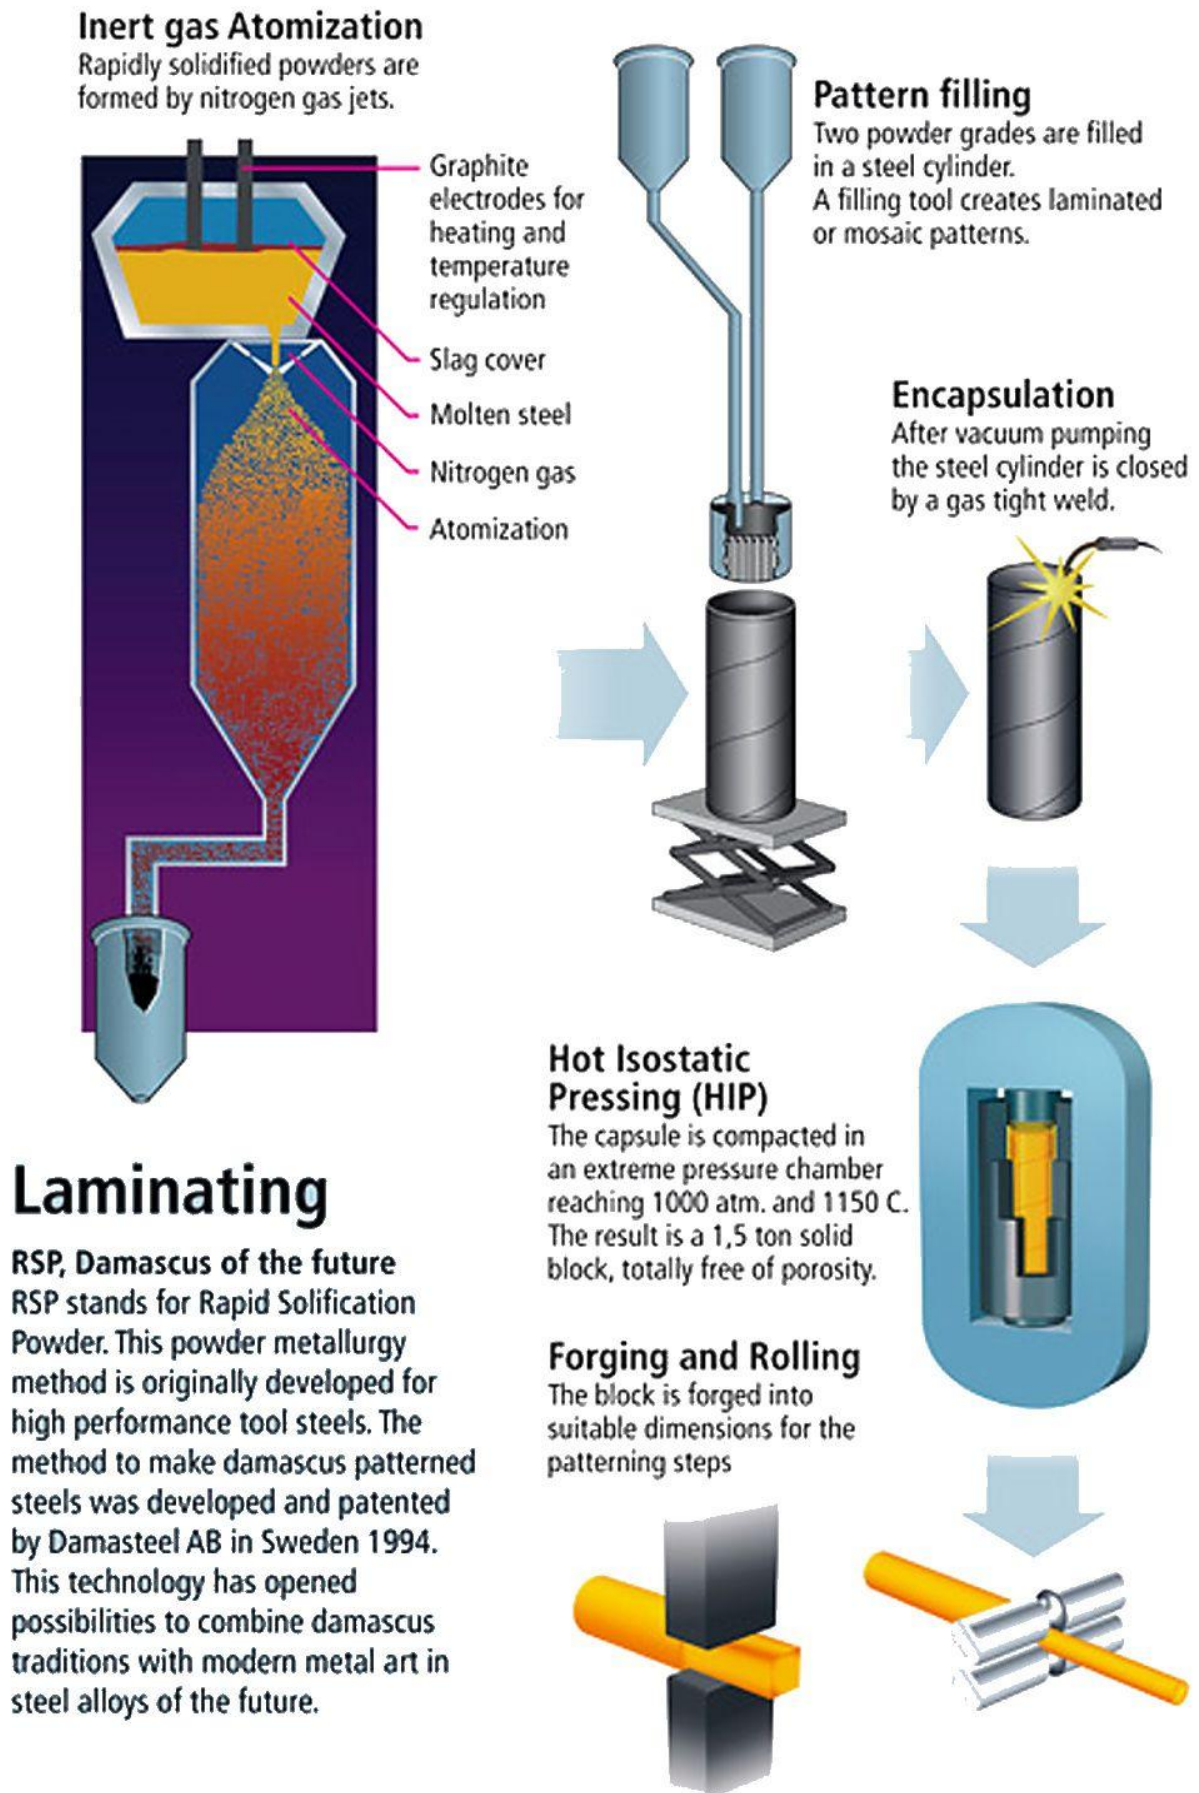 Inert gas Atomization
Rapidly solidified powders are
formed by nitrogen gas jets.
Graphite
electrodes for
heating and
temperature
regulation
Slag cover
Molten steel
Nitrogen gas
Atomization
Pattern filling
Two powder grades are filled
in a steel cylinder.
A filling tool creates laminated
or mosaic patterns.
Encapsulation
After vacuum pumping
the steel cylinder is closed
by a gas tight weld.
Hot Isostatic
Pressing (HIP)
The capsule is compacted in
an extreme pressure chamber
reaching 1000 atm. and 1150 C.
The result is a 1,5 ton solid
block, totally free of porosity.
Forging and Rolling
The block is forged into
suitable dimensions for the
patterning steps
Laminating
RSP, Damascus of the future
RSP stands for Rapid Solification
Powder. This powder metallurgy
method is originally developed for
high performance tool steels. The
method to make damascus patterned
steels was developed and patented
by Damasteel AB in Sweden 1994.
This technology has opened
possibilities to combine damascus
traditions with modern metal art in
steel alloys of the future.